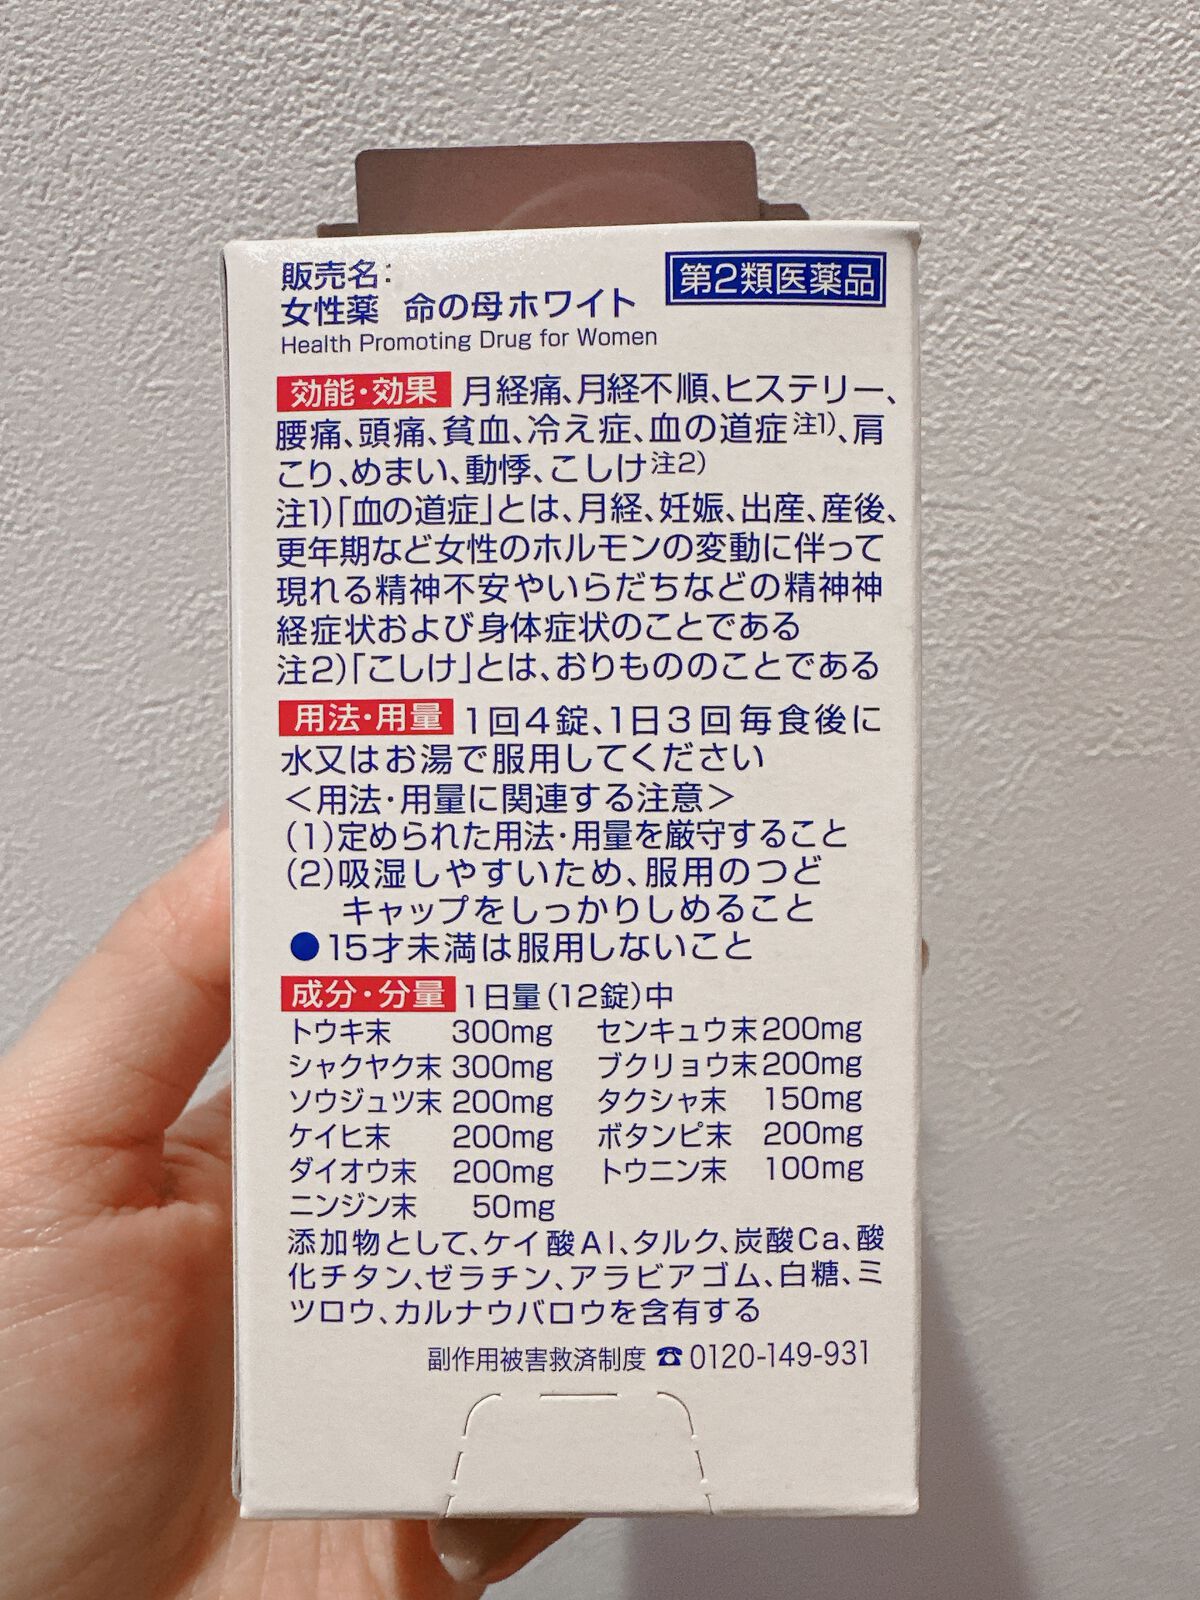 販売名:
女性薬 命の母ホワイト
第2類医薬品
Health Promoting Drug for Women
効能・効果 月経痛、月経不順、ヒステリー、
腰痛、頭痛、貧血、冷え症、血の道症注1)、肩
こり、めまい、動悸、こしけ注2)
注1)「血の道症」とは、月経、妊娠、出産、産後、
更年期など女性のホルモンの変動に伴って
現れる精神不安やいらだちなどの精神神
経症状および身体症状のことである
注2)「こしけ」とは、おりもののことである
用法・用量 1回4錠、1日3回毎食後に
水又はお湯で服用してください
<用法・用量に関連する注意>
(1)定められた用法・用量を厳守すること
(2)吸湿しやすいため、服用のつど
キャップをしっかりしめること
●15才未満は服用しないこと
成分・分量 1日量(12錠)中
トウキ末 300mg センキュウ末 200mg
シャクヤク末 300mg ブクリョウ末 200mg
ソウジュツ末 200mg タクシャ末 150mg
ケイヒ末 200mg ボタンピ末 200mg
ダイオウ末 200mg トウニン末 100mg
ニンジン末 50mg
添加物として、ケイ酸Al、タルク、炭酸Ca、酸
化チタン、ゼラチン、アラビアゴム、白糖、ミ
ツロウ、カルナウバロウを含有する
副作用被害救済制度 ☎0120-149-931